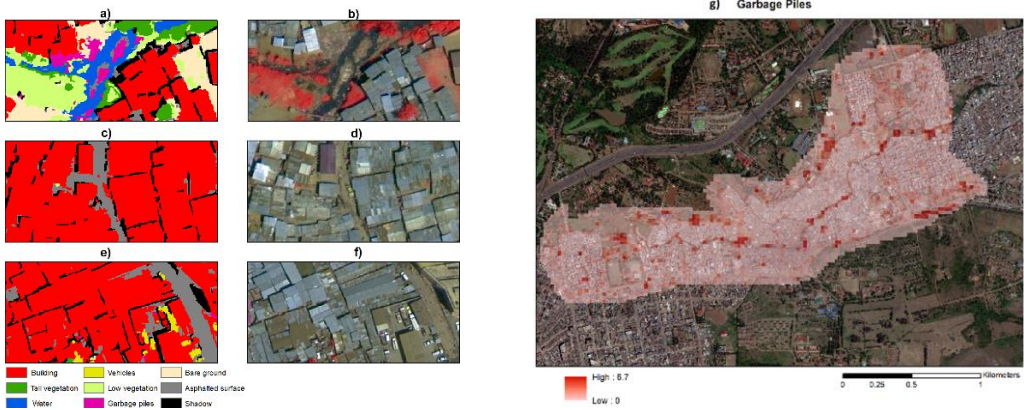 a)
b)
c)
d)
e)
f)
Building
Vehicles
Bare ground
Tall vegetation
Low vegetation
Asphalted surface
Water
Garbage piles
Shadow
g) Garbage Piles
High : 5.7
Low : 0
Kilometers
0 0.25 0.5 1